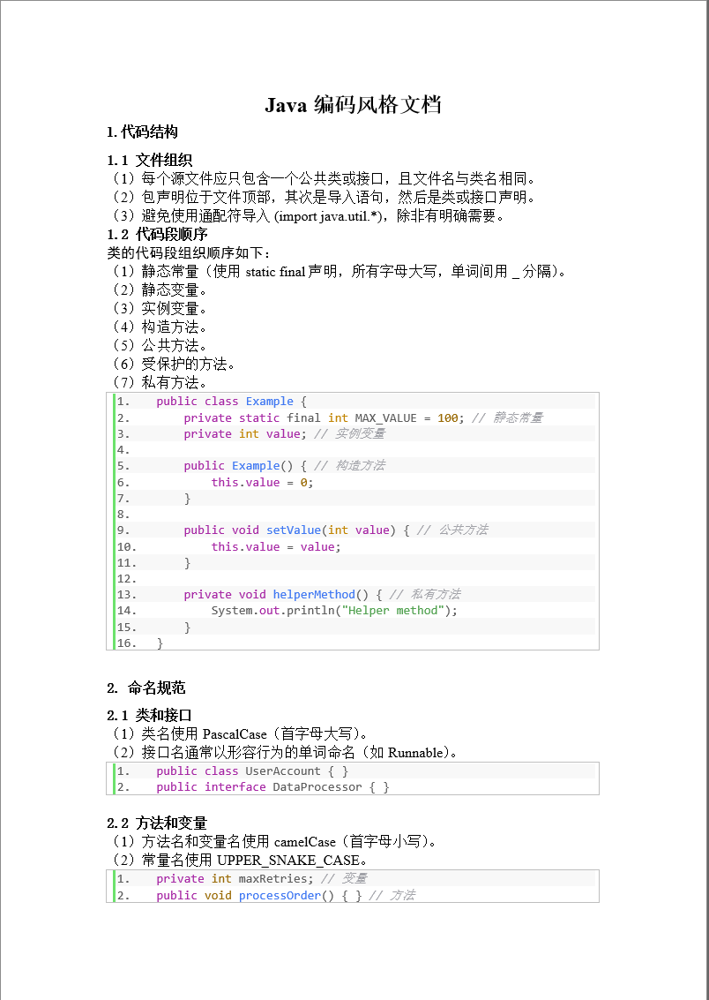 Java 编码风格文档
1.代码结构
1.1 文件组织
（1）每个源文件应只包含一个公共类或接口，且文件名与类名相同。
（2）包声明位于文件顶部，其次是导入语句，然后是类或接口声明。
（3）避免使用通配符导入 (import java.util.*)，除非有明确需要。
1.2 代码段顺序
类的代码段组织顺序如下：
（1）静态常量（使用 static final 声明，所有字母大写，单词间用 _ 分隔）。
（2）静态变量。
（3）实例变量。
（4）构造方法。
（5）公共方法。
（6）受保护的方法。
（7）私有方法。
1. public class Example {
2.     private static final int MAX_VALUE = 100; // 静态常量
3.     private int value; // 实例变量
4.
5.     public Example() { // 构造方法
6.         this.value = 0;
7.     }
8.
9.     public void setValue(int value) { // 公共方法
10.         this.value = value;
11.     }
12.
13.     private void helperMethod() { // 私有方法
14.         System.out.println("Helper method");
15.     }
16. }
2. 命名规范
2.1 类和接口
（1）类名使用 PascalCase（首字母大写）。
（2）接口名通常以形容行为的单词命名（如 Runnable）。
1. public class UserAccount { }
2. public interface DataProcessor { }
2.2 方法和变量
（1）方法名和变量名使用 camelCase（首字母小写）。
（2）常量名使用 UPPER_SNAKE_CASE。
1. private int maxRetries; // 变量
2. public void processOrder() { } // 方法